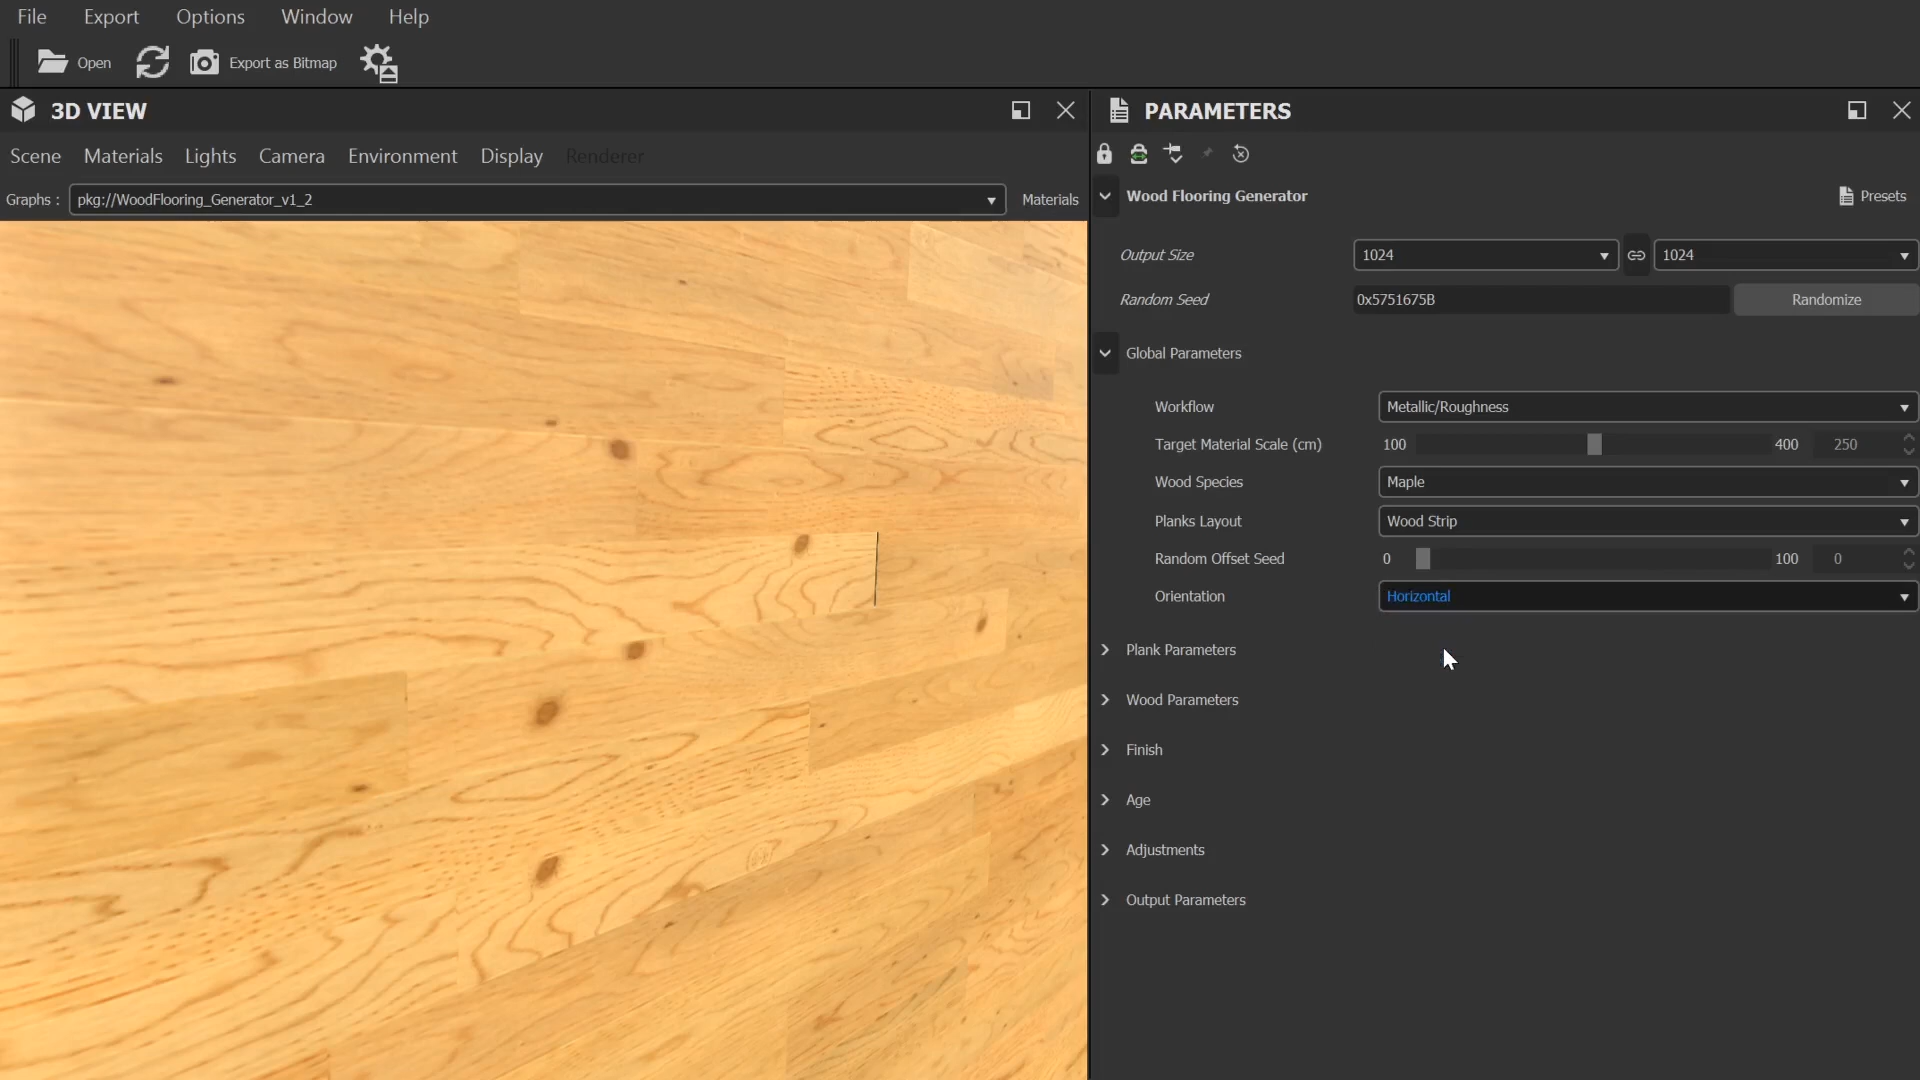 File Export Options Window Help
Open Export as Bitmap
3D VIEW
Scene Materials Lights Camera Environment Display Renderer
Graphs : pkg://WoodFlooring_Generator_v1_2 Materials
PARAMETERS
Wood Flooring Generator Presets
Output Size 1024 1024
Random Seed 0x5751675B Randomize
Global Parameters
Workflow Metallic/Roughness
Target Material Scale (cm) 100 400 250
Wood Species Maple
Planks Layout Wood Strip
Random Offset Seed 0 100 0
Orientation Horizontal
Plank Parameters
Wood Parameters
Finish
Age
Adjustments
Output Parameters